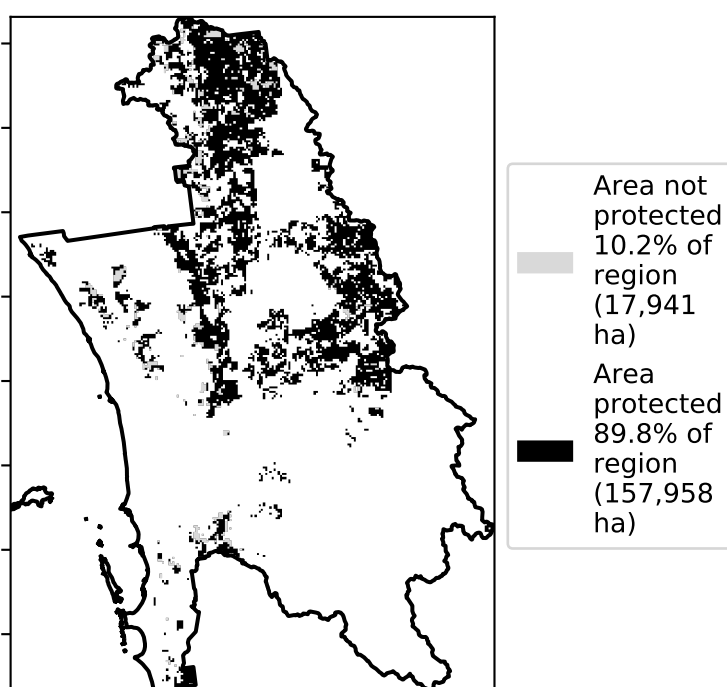 Area not
protected
10.2% of
region
(17,941
ha)
Area
protected
89.8% of
region
(157,958
ha)